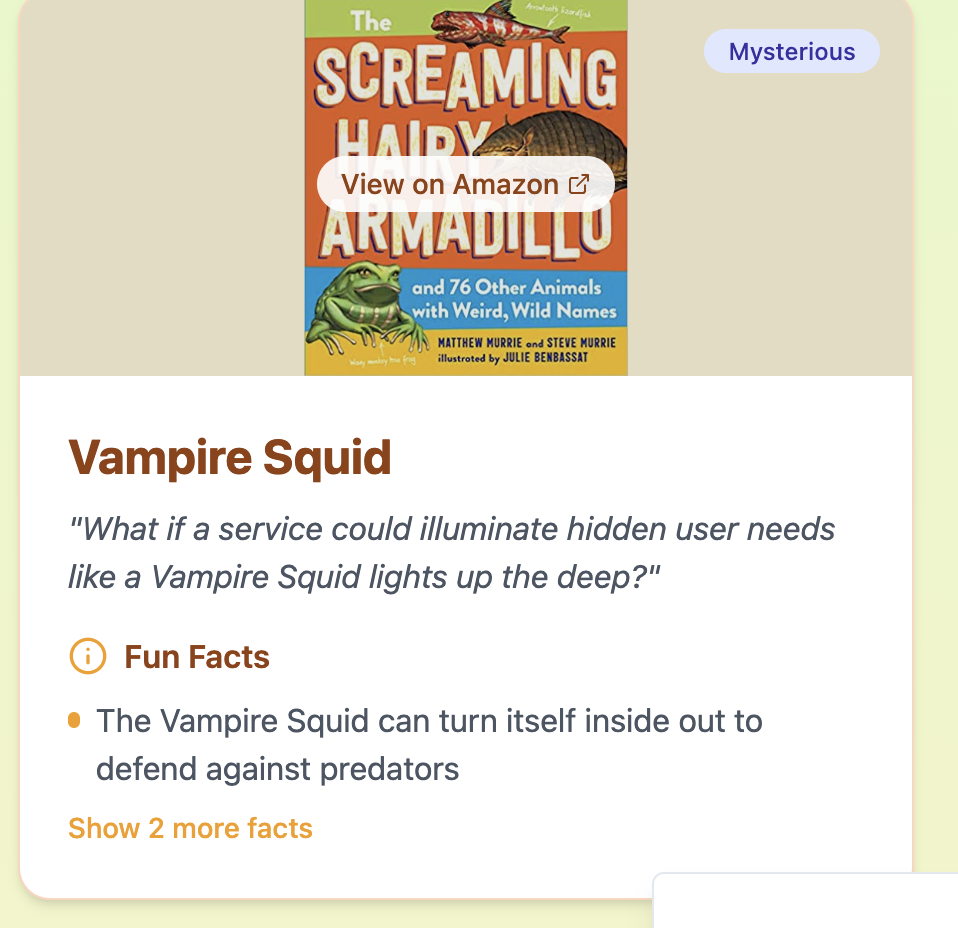 The
Arrowtooth lizardfish
Mysterious
SCREAMING
HAIRY
View on Amazon
ARMADILLO
and 76 Other Animals
with Weird, Wild Names
MATTHEW MURRIE and STEVE MURRIE
illustrated by JULIE BENBASSAT
Waxy monkey tree frog
Vampire Squid
"What if a service could illuminate hidden user needs
like a Vampire Squid lights up the deep?"
Fun Facts
The Vampire Squid can turn itself inside out to
defend against predators
Show 2 more facts